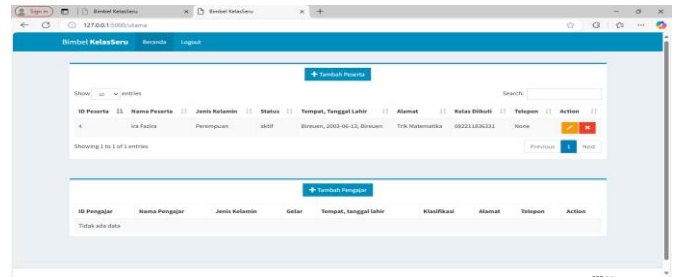 Sign in
Bimbel KelasSeru
Bimbel KelasSeru
127.0.0.1:5000/utama
Bimbel KelasSeru Beranda Logout
Tambah Peserta
Show 10 entries Search:
ID Peserta Nama Peserta Jenis Kelamin Status Tempat, Tanggal Lahir Alamat Kelas Diikuti Telepon Action
4 Ira Fazira Perempuan aktif Bireuen, 2003-06-13, Bireuen Trik Matematika 082211636331 None
Showing 1 to 1 of 1 entries Previous 1 Next
Tambah Pengajar
ID Pengajar Nama Pengajar Jenis Kelamin Gelar Tempat, tanggal lahir Klasifikasi Alamat Telepon Action
Tidak ada data